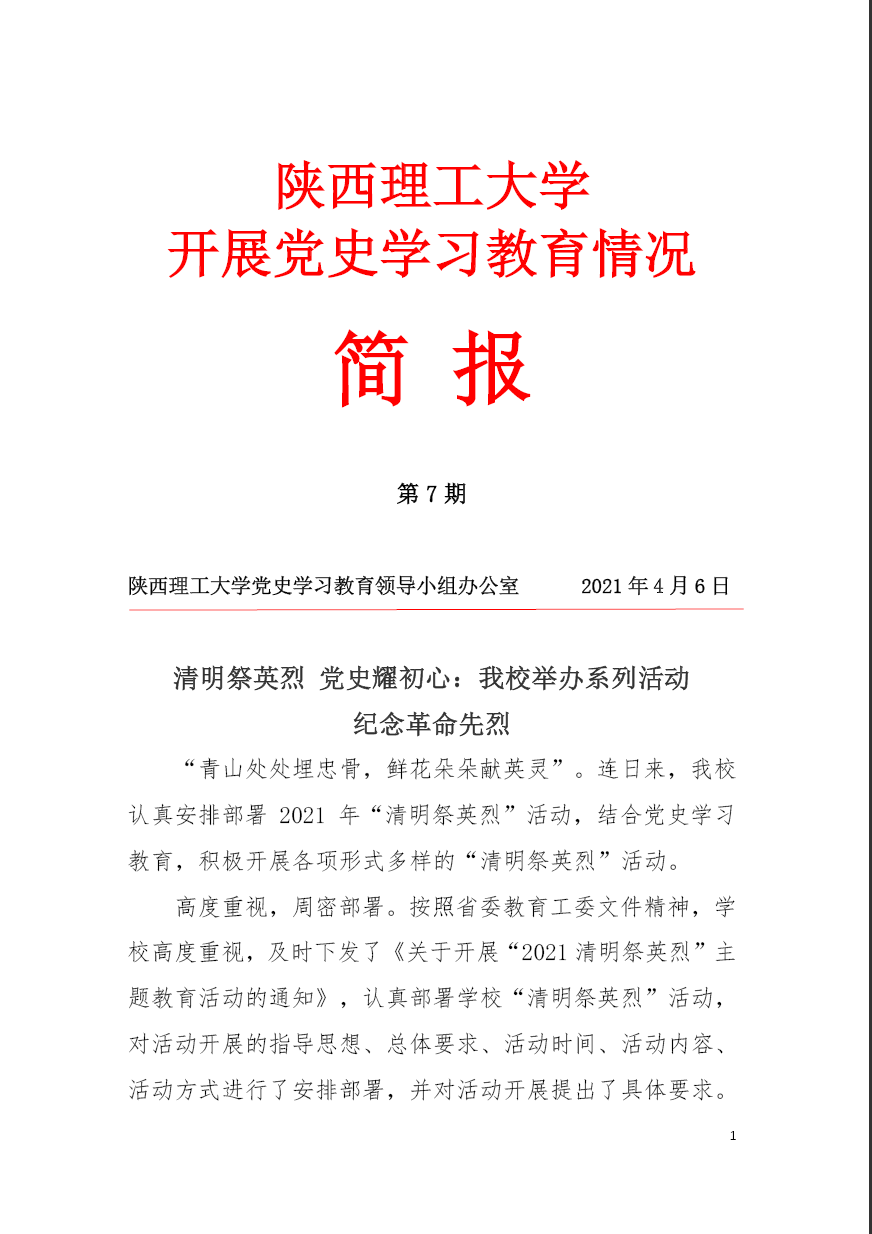 陕西理工大学
开展党史学习教育情况
简 报
第 7 期
陕西理工大学党史学习教育领导小组办公室 2021 年 4 月 6 日
清明祭英烈 党史耀初心：我校举办系列活动
纪念革命先烈
“青山处处埋忠骨，鲜花朵朵献英灵”。连日来，我校
认真安排部署 2021 年“清明祭英烈”活动，结合党史学习
教育，积极开展各项形式多样的“清明祭英烈”活动。
高度重视，周密部署。按照省委教育工委文件精神，学
校高度重视，及时下发了《关于开展“2021 清明祭英烈”主
题教育活动的通知》，认真部署学校“清明祭英烈”活动，
对活动开展的指导思想、总体要求、活动时间、活动内容、
活动方式进行了安排部署，并对活动开展提出了具体要求。
1